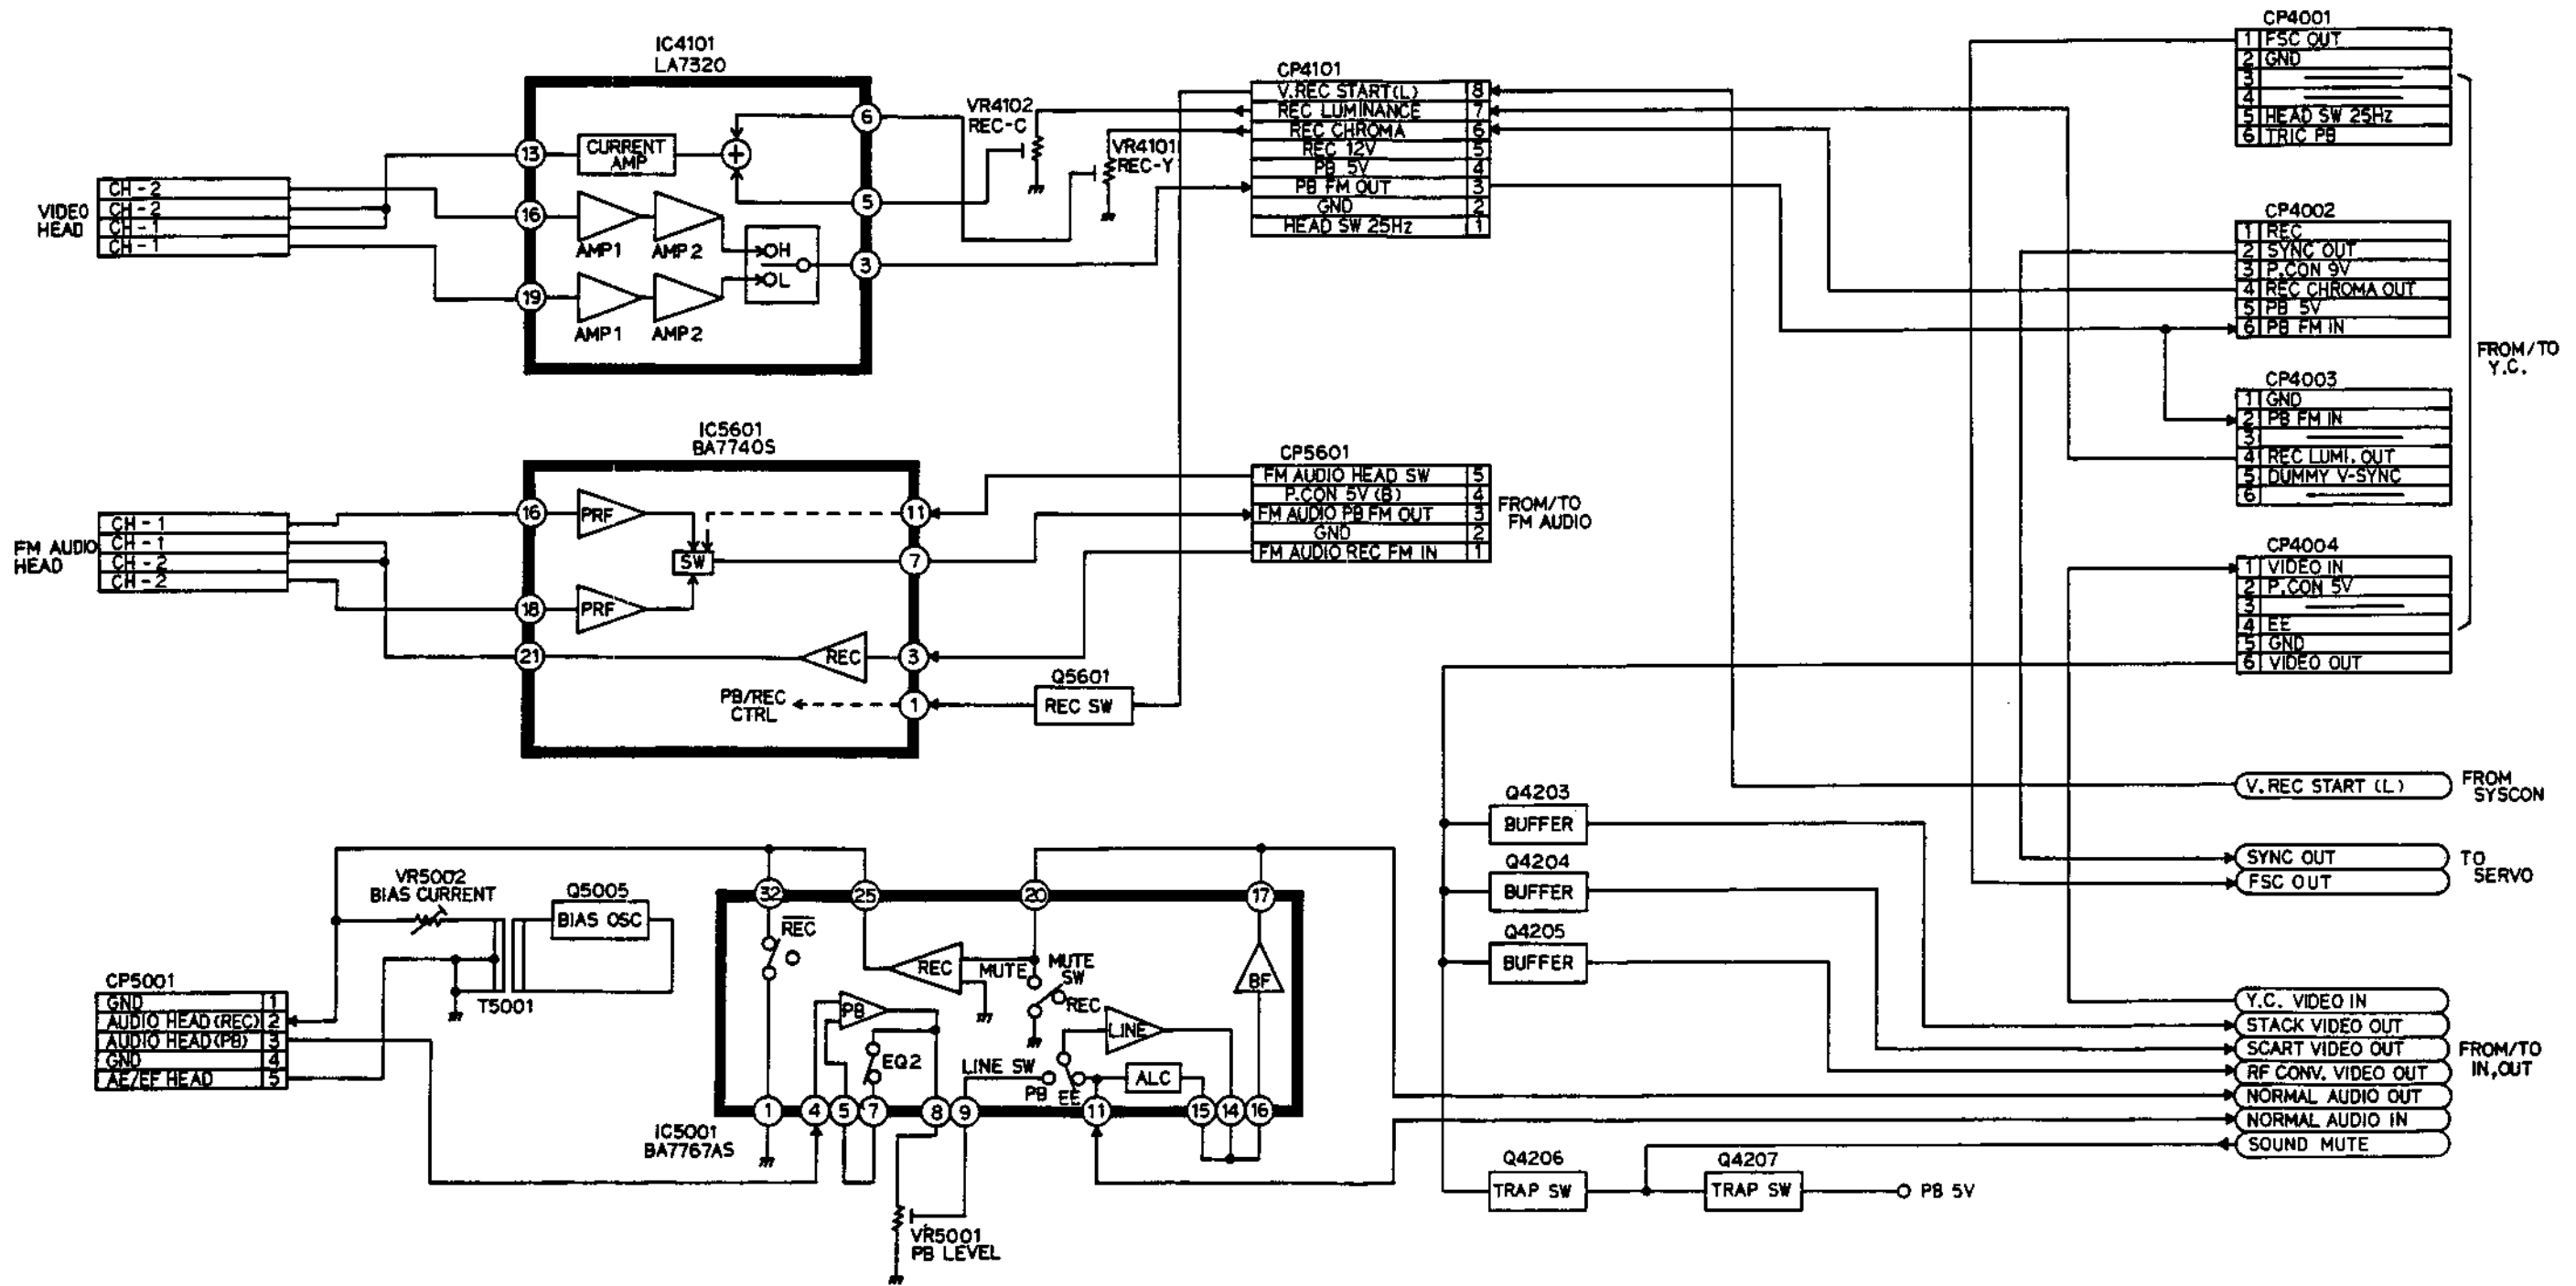 IC4101
LA7320
13
CURRENT
AMP
6
5
16
AMP1
AMP2
H
L
3
19
AMP1
AMP2
VIDEO
HEAD
CH-2
CH-2
CH-1
CH-1
VR4102
REC-C
VR4101
REC-Y
CP4101
V.REC START(L) 8
REC LUMINANCE 7
REC CHROMA 6
REC 12V 5
PB 5V 4
PB FM OUT 3
GND 2
HEAD SW 25Hz 1
CP4001
1 FSC OUT
2 GND
3
4
5 HEAD SW 25Hz
6 TRIC PB
CP4002
1 REC
2 SYNC OUT
3 P.CON 9V
4 REC CHROMA OUT
5 PB 5V
6 PB FM IN
FROM/TO
Y.C.
CP4003
1 GND
2 PB FM IN
3
4 REC LUMI. OUT
5 DUMMY V-SYNC
6
CP4004
1 VIDEO IN
2 P.CON 5V
3
4 EE
5 GND
6 VIDEO OUT
IC5601
BA7740S
16
PRF
11
SW
7
18
PRF
21
REC
3
PB/REC
CTRL
1
Q5601
REC SW
FM AUDIO
HEAD
CH-1
CH-1
CH-2
CH-2
CP5601
FM AUDIO HEAD SW 5
P.CON 5V (B) 4
FM AUDIO PB FM OUT 3
GND 2
FM AUDIO REC FM IN 1
FROM/TO
FM AUDIO
V.REC START (L)
FROM
SYSCON
SYNC OUT
FSC OUT
TO
SERVO
Q4203
BUFFER
Q4204
BUFFER
Q4205
BUFFER
Y.C. VIDEO IN
STACK VIDEO OUT
SCART VIDEO OUT
RF CONV. VIDEO OUT
NORMAL AUDIO OUT
NORMAL AUDIO IN
SOUND MUTE
FROM/TO
IN,OUT
Q4206
TRAP SW
Q4207
TRAP SW
PB 5V
VR5002
BIAS CURRENT
Q5005
BIAS OSC
T5001
CP5001
GND 1
AUDIO HEAD(REC) 2
AUDIO HEAD(PB) 3
GND 4
AE/EF HEAD 5
32
25
20
17
REC
REC
MUTE
MUTE
SW
REC
BF
PB
EQ2
LINE SW
LINE
PB
EE
ALC
1
4
5
7
8
9
11
15
14
16
IC5001
BA7767AS
VR5001
PB LEVEL